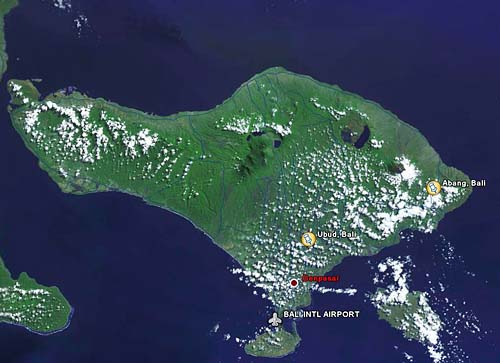 Abang, Bali
Ubud, Bali
Denpasar
BALI INTL AIRPORT